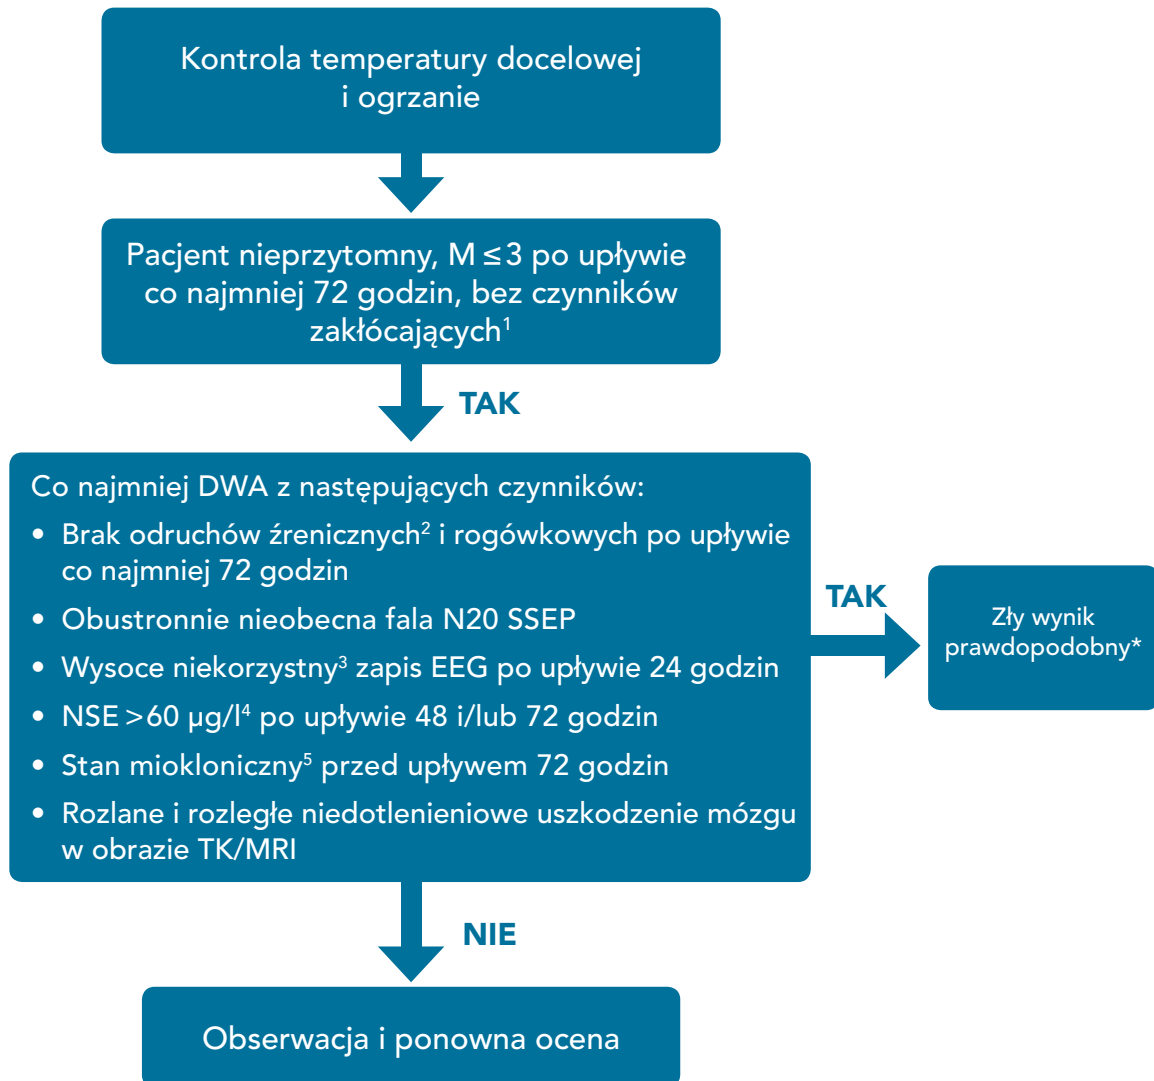 Kontrola temperatury docelowej
i ogrzanie
Pacjent nieprzytomny, M ≤ 3 po upływie
co najmniej 72 godzin, bez czynników
zakłócających¹
TAK
Co najmniej DWA z następujących czynników:
• Brak odruchów źrenicznych² i rogówkowych po upływie
co najmniej 72 godzin
• Obustronnie nieobecna fala N20 SSEP
• Wysoce niekorzystny³ zapis EEG po upływie 24 godzin
• NSE >60 µg/l⁴ po upływie 48 i/lub 72 godzin
• Stan miokloniczny⁵ przed upływem 72 godzin
• Rozlane i rozległe niedotlenieniowe uszkodzenie mózgu
w obrazie TK/MRI
TAK
Zły wynik
prawdopodobny*
NIE
Obserwacja i ponowna ocena